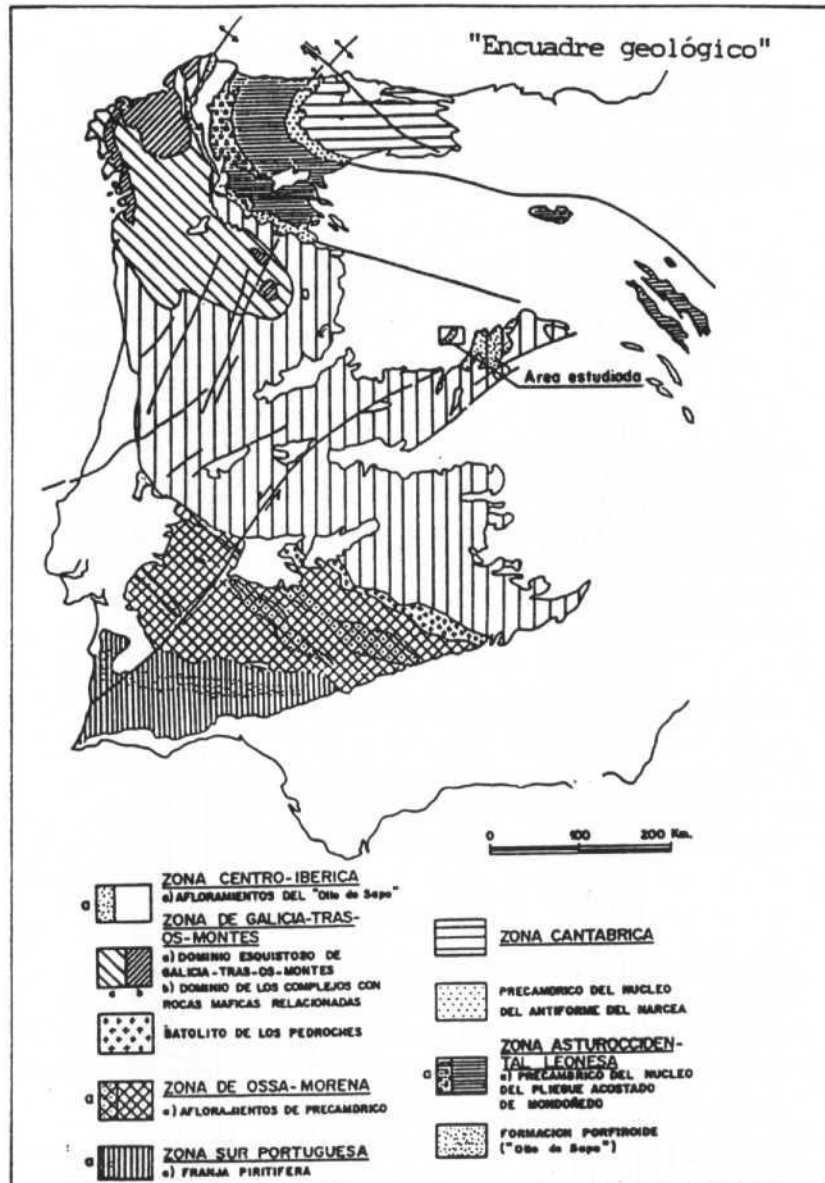 "Encuadre geológico"
Area estudiada
0 100 200 Km.
ZONA CENTRO-IBERICA
a
a) AFLORAMIENTOS DEL "Ollo de Sapo"
ZONA DE GALICIA-TRAS-
OS-MONTES
a) DOMINIO ESQUISTOSO DE
GALICIA-TRAS-OS-MONTES
a b
b) DOMINIO DE LOS COMPLEJOS CON
ROCAS MAFICAS RELACIONADAS
BATOLITO DE LOS PEDROCHES
ZONA DE OSSA-MORENA
a
a) AFLORAMIENTOS DE PRECAMBRICO
ZONA SUR PORTUGUESA
a
a) FRANJA PIRITIFERA
ZONA CANTABRICA
PRECAMBRICO DEL NUCLEO
DEL ANTIFORME DEL NARCEA
ZONA ASTUROCCIDEN-
TAL LEONESA
a
a) PRECAMBRICO DEL NUCLEO
DEL PLIEGUE ACOSTADO
DE MONDOÑEDO
FORMACION PORFIROIDE
("Ollo de Sapo")